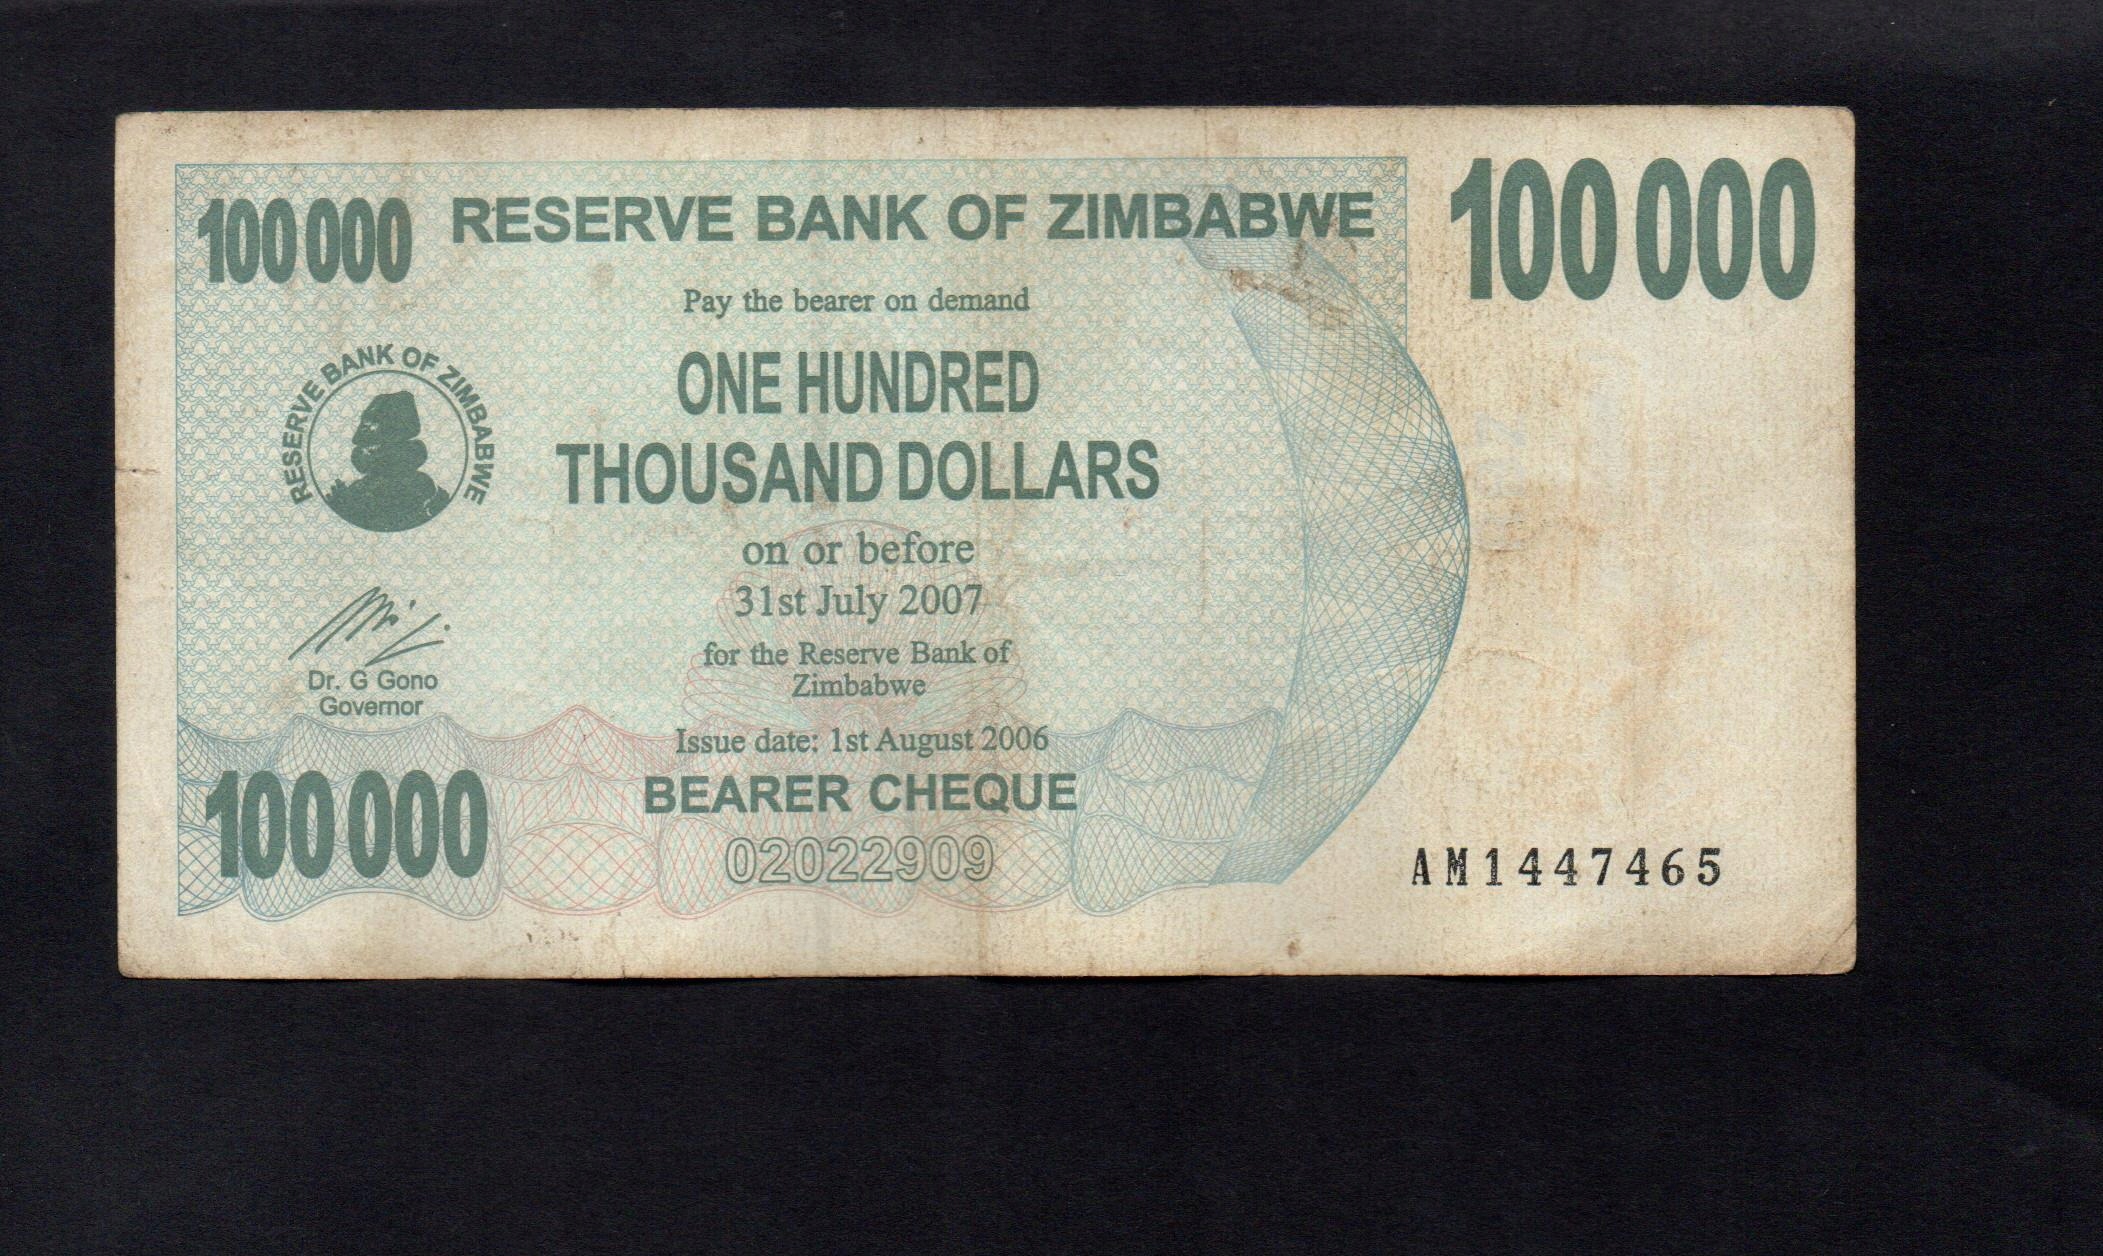 100 000
RESERVE BANK OF ZIMBABWE
100 000
Pay the bearer on demand
ONE HUNDRED
THOUSAND DOLLARS
RESERVE BANK OF ZIMBABWE
on or before
31st July 2007
for the Reserve Bank of
Zimbabwe
Dr. G Gono
Governor
Issue date: 1st August 2006
BEARER CHEQUE
100 000
02022909
AM1447465